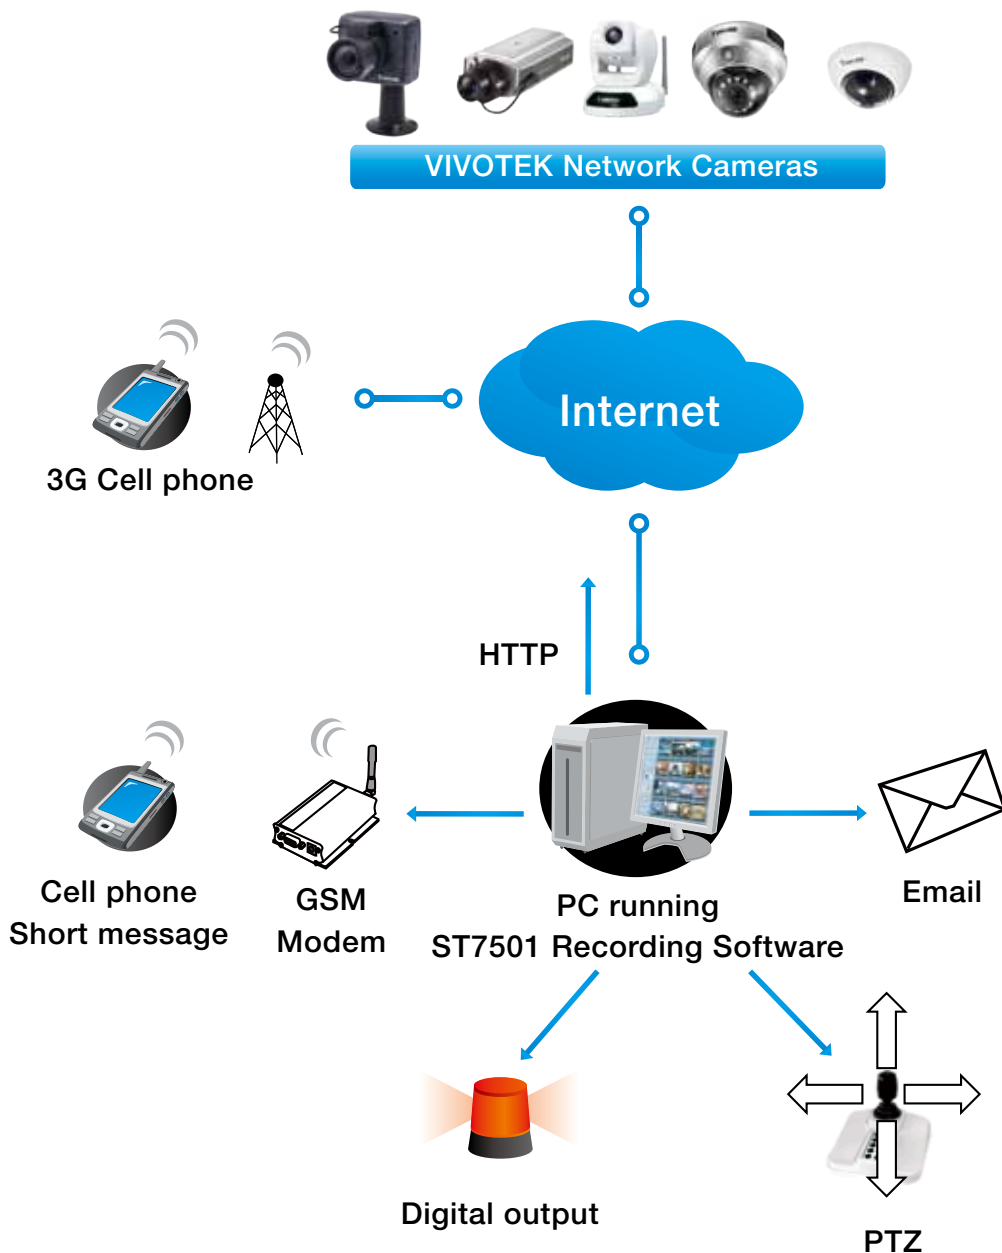 VIVOTEK Network Cameras
Internet
3G Cell phone
HTTP
Cell phone
Short message
GSM
Modem
PC running
ST7501 Recording Software
Email
Digital output
PTZ